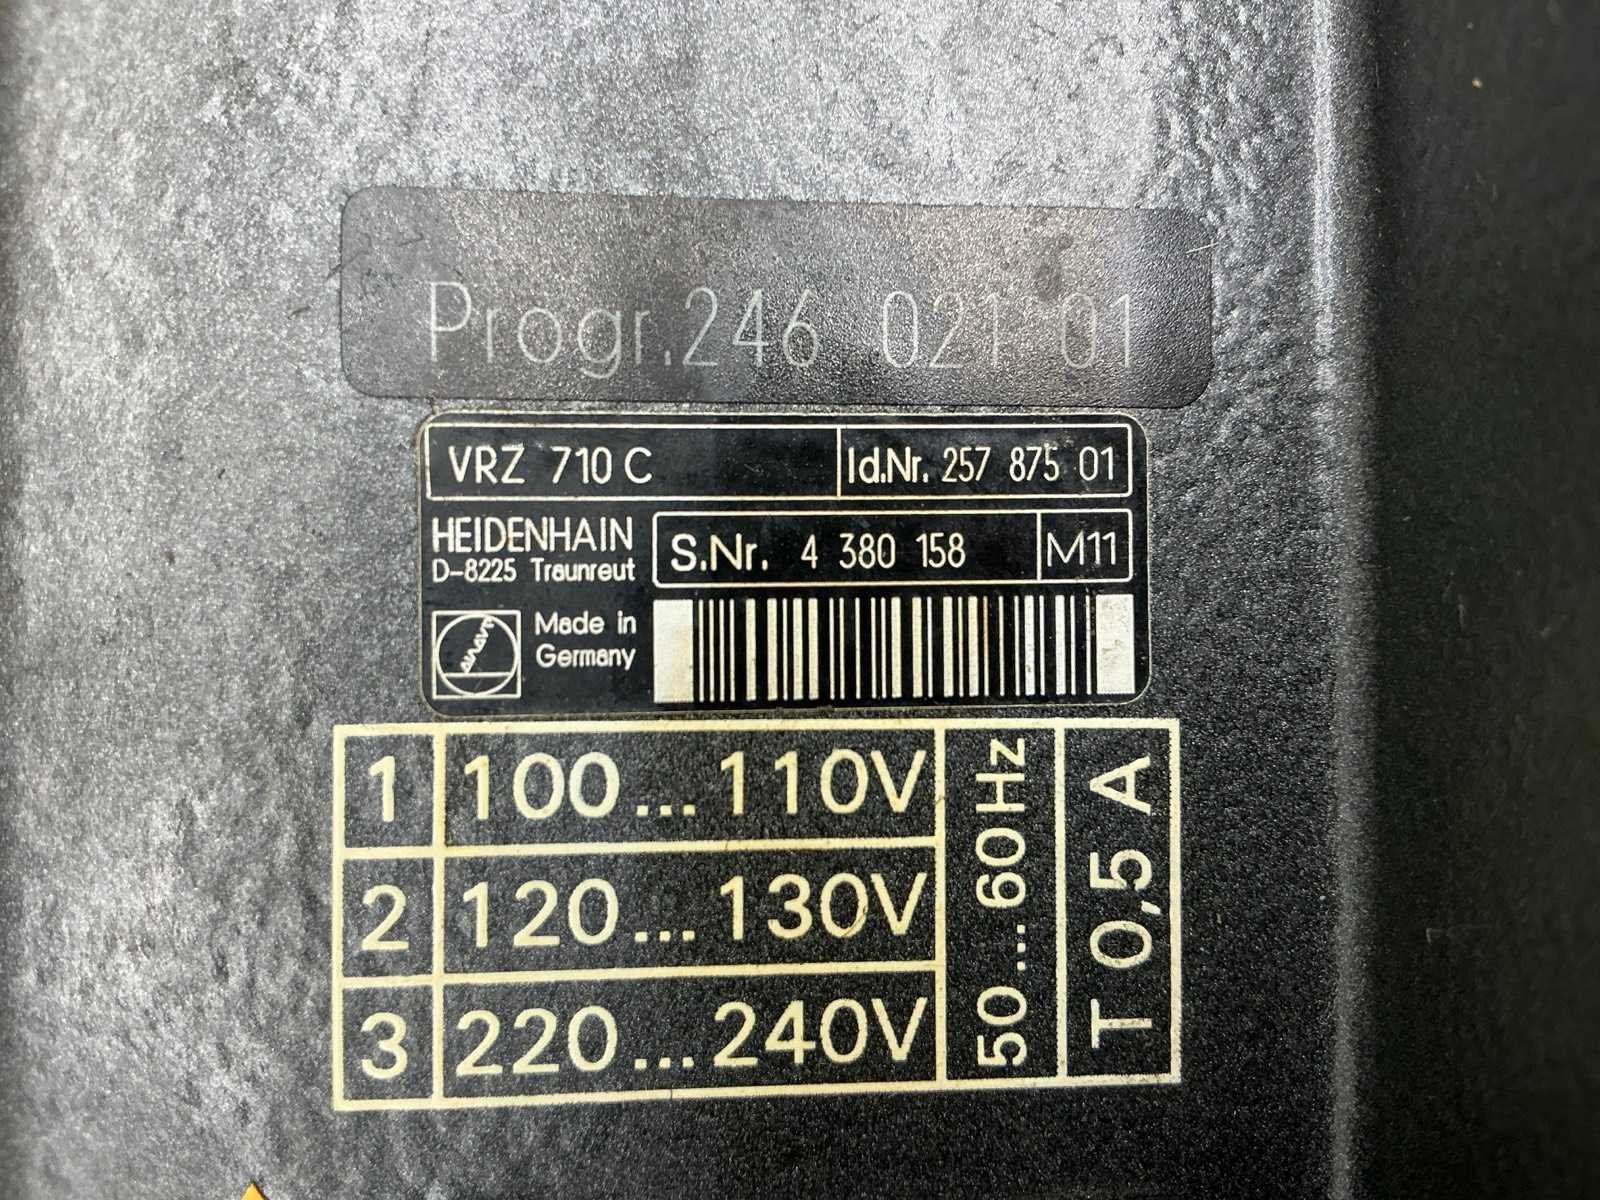 Progr.246 021 01
VRZ 710 C Id.Nr. 257 875 01
HEIDENHAIN
D-8225 Traunreut
S.Nr. 4 380 158 M11
Made in
Germany
1 100...110V
2 120...130V
3 220...240V
50...60Hz
T 0,5 A